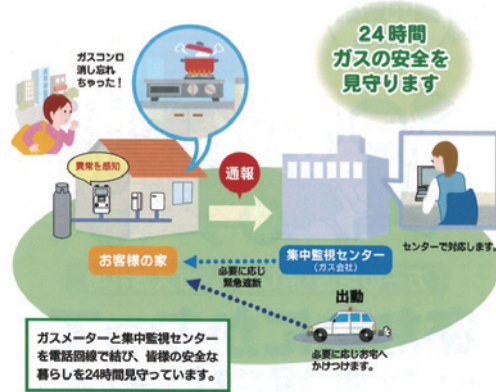 ガスコンロ
消し忘れ
ちゃった！
24時間
ガスの安全を
見守ります
異常を感知
通報
センターで対応します。
お客様の家
必要に応じ
緊急遮断
集中監視センター
（ガス会社）
出動
必要に応じお宅へ
かけつけます。
ガスメーターと集中監視センター
を電話回線で結び、皆様の安全な
暮らしを24時間見守っています。